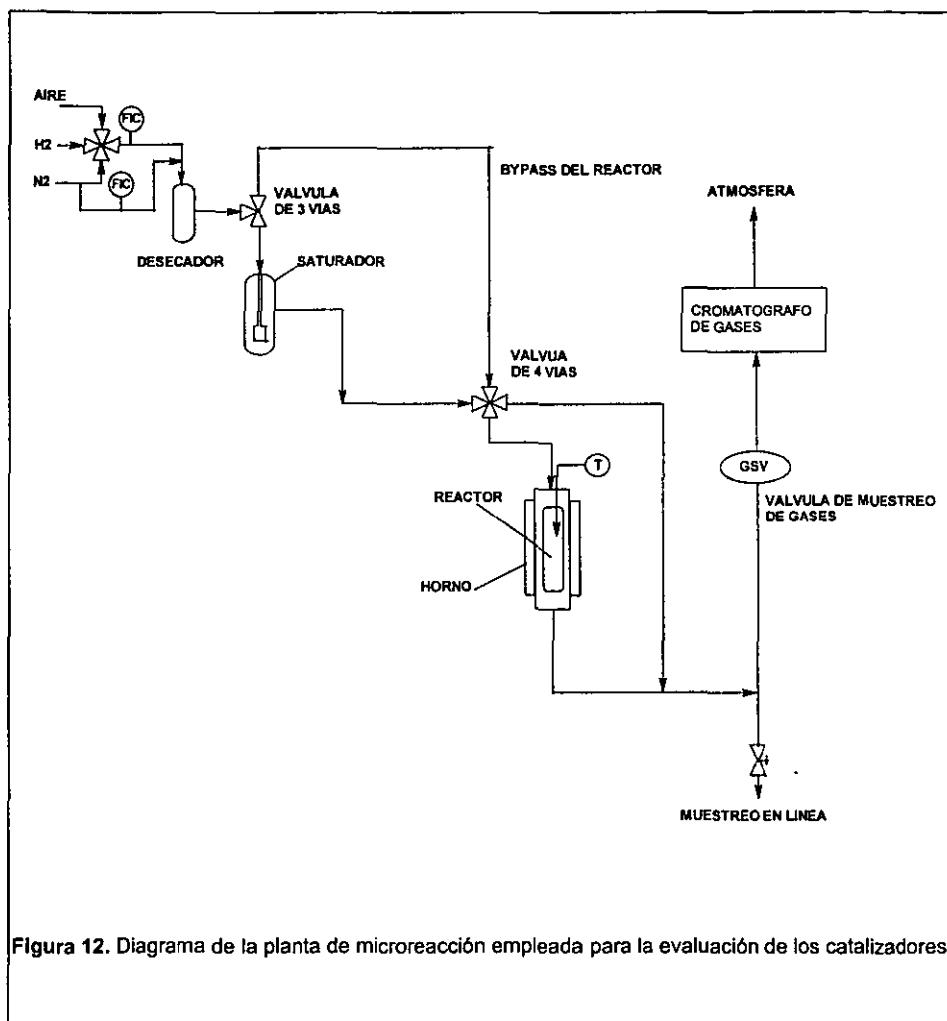 AIRE
FIC
H2
N2
FIC
VALVULA
DE 3 VIAS
BYPASS DEL REACTOR
ATMOSFERA
DESECADOR
SATURADOR
CROMATOGRAFO
DE GASES
VALVUA
DE 4 VIAS
T
GSV
REACTOR
VALVULA DE MUESTREO
DE GASES
HORNO
MUESTREO EN LINEA
Figura 12. Diagrama de la planta de microreacción empleada para la evaluación de los catalizadores